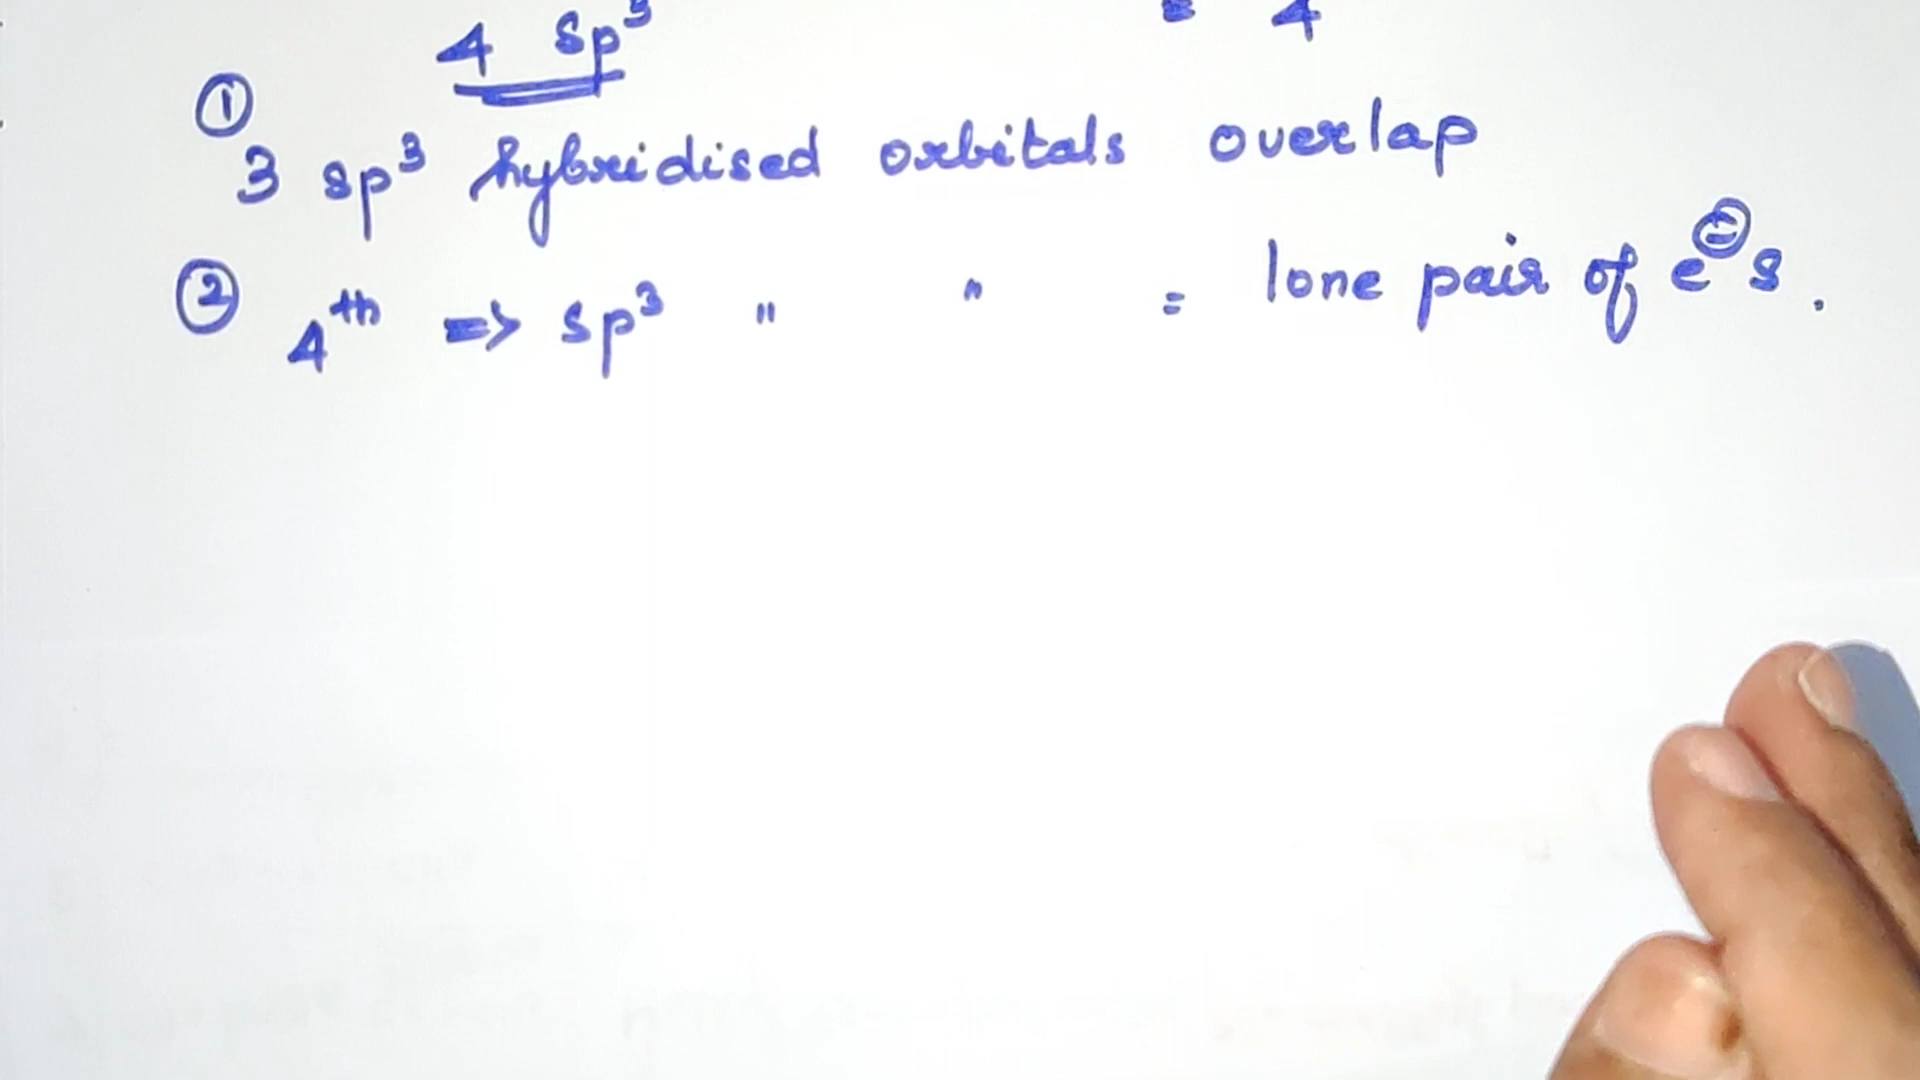 4 sp³ = 4
① 3 sp³ hybridised orbitals overlap
② 4th => sp³ " " = lone pair of e⊖s.